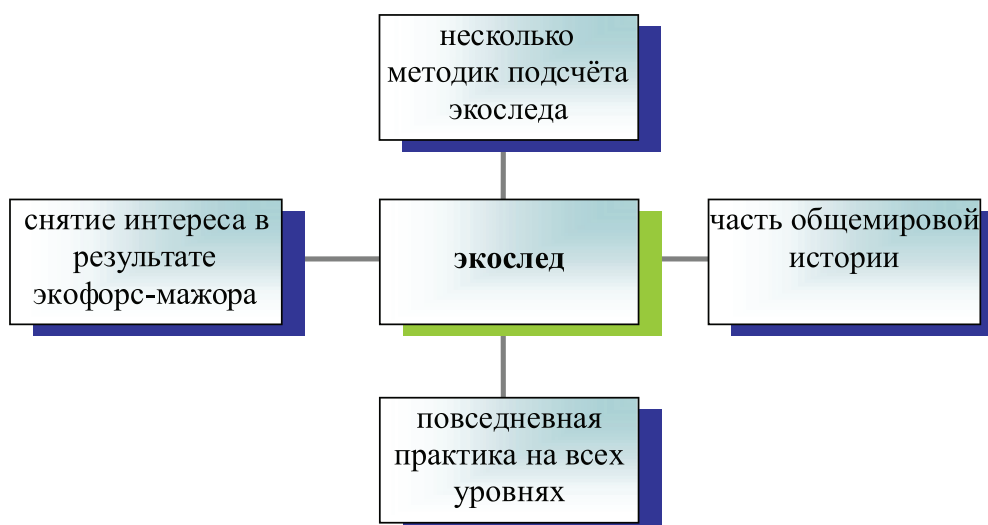 несколько
методик подсчёта
экоследа
снятие интереса в
результате
экофорс-мажора
экослед
часть общемировой
истории
повседневная
практика на всех
уровнях